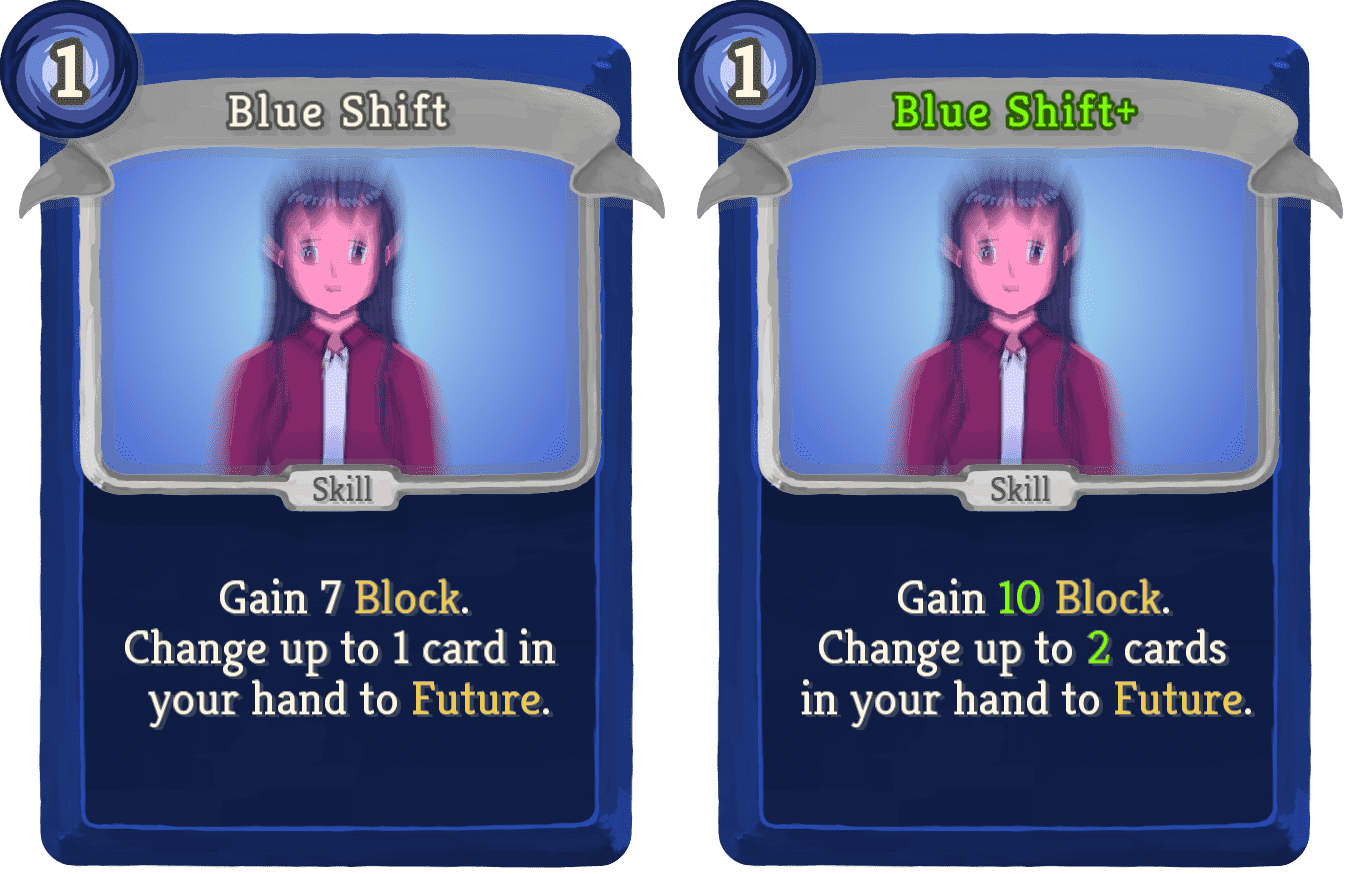 1
Blue Shift
Skill
Gain 7 Block.
Change up to 1 card in
your hand to Future.
1
Blue Shift+
Skill
Gain 10 Block.
Change up to 2 cards
in your hand to Future.